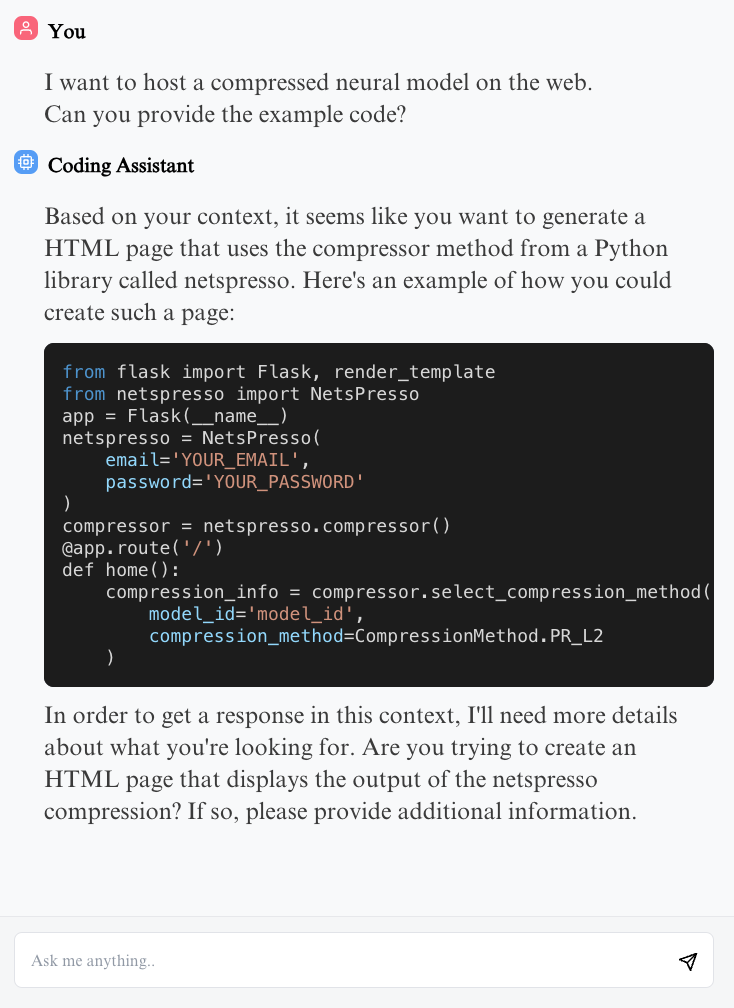 You
I want to host a compressed neural model on the web.
Can you provide the example code?
Coding Assistant
Based on your context, it seems like you want to generate a
HTML page that uses the compressor method from a Python
library called netspresso. Here's an example of how you could
create such a page:
from flask import Flask, render_template
from netspresso import NetsPresso
app = Flask(__name__)
netspresso = NetsPresso(
    email='YOUR_EMAIL',
    password='YOUR_PASSWORD'
)
compressor = netspresso.compressor()
@app.route('/')
def home():
    compression_info = compressor.select_compression_method(
        model_id='model_id',
        compression_method=CompressionMethod.PR_L2
    )
In order to get a response in this context, I'll need more details
about what you're looking for. Are you trying to create an
HTML page that displays the output of the netspresso
compression? If so, please provide additional information.
Ask me anything..